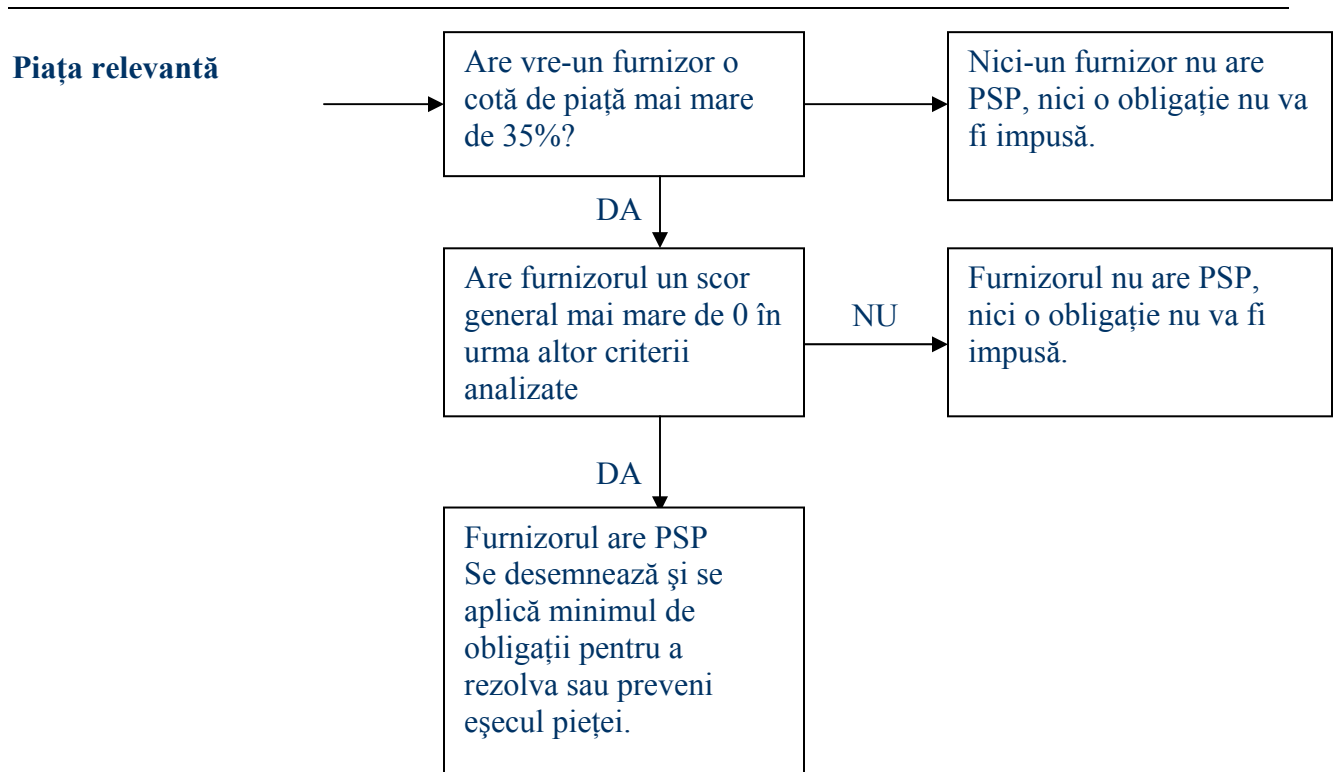 Piața relevantă
Are vre-un furnizor o
cotă de piață mai mare
de 35%?
Nici-un furnizor nu are
PSP, nici o obligație nu va
fi impusă.
DA
Are furnizorul un scor
general mai mare de 0 în
urma altor criterii
analizate
NU
Furnizorul nu are PSP,
nici o obligație nu va fi
impusă.
DA
Furnizorul are PSP
Se desemnează şi se
aplică minimul de
obligații pentru a
rezolva sau preveni
eşecul pieței.